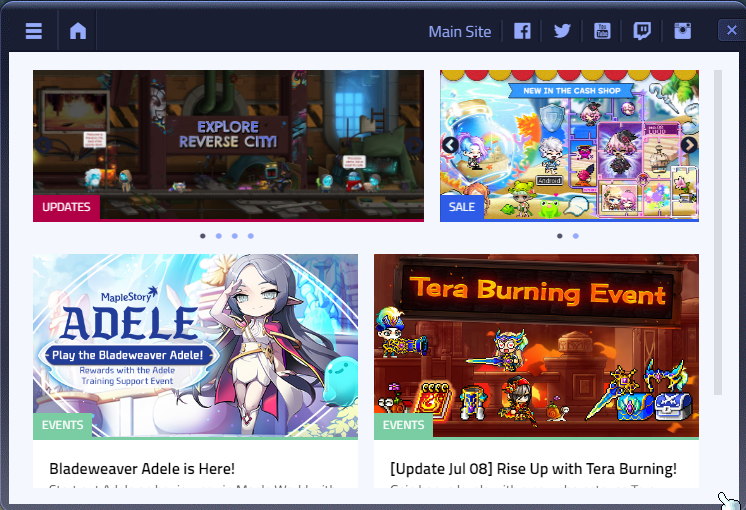 Main Site
EXPLORE
REVERSE CITY!
UPDATES
NEW IN THE CASH SHOP
Android
SALE
MapleStory
ADELE
Play the Bladeweaver Adele!
Rewards with the Adele
Training Support Event
EVENTS
Tera Burning Event
EVENTS
Bladeweaver Adele is Here!
[Update Jul 08] Rise Up with Tera Burning!